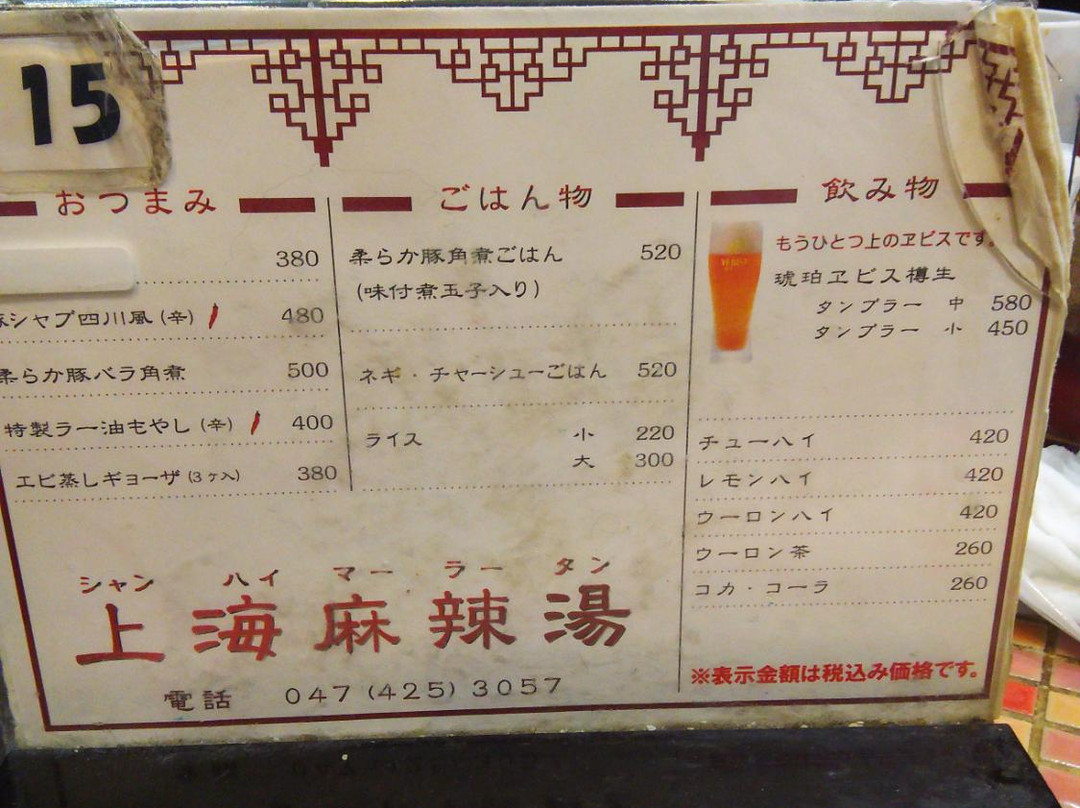 15
おつまみ
380
豚シャブ四川風(辛) 480
柔らか豚バラ角煮 500
特製ラー油もやし(辛) 400
エビ蒸しギョーザ(3ヶ入) 380
ごはん物
柔らか豚角煮ごはん 520
(味付煮玉子入り)
ネギ・チャーシューごはん 520
ライス 小 220
大 300
飲み物
もうひとつ上のヱビスです。
琥珀ヱビス樽生
タンブラー 中 580
タンブラー 小 450
チューハイ 420
レモンハイ 420
ウーロンハイ 420
ウーロン茶 260
コカ・コーラ 260
※表示金額は税込み価格です。
シャン ハイ マー ラー タン
上海麻辣湯
電話 047(425)3057